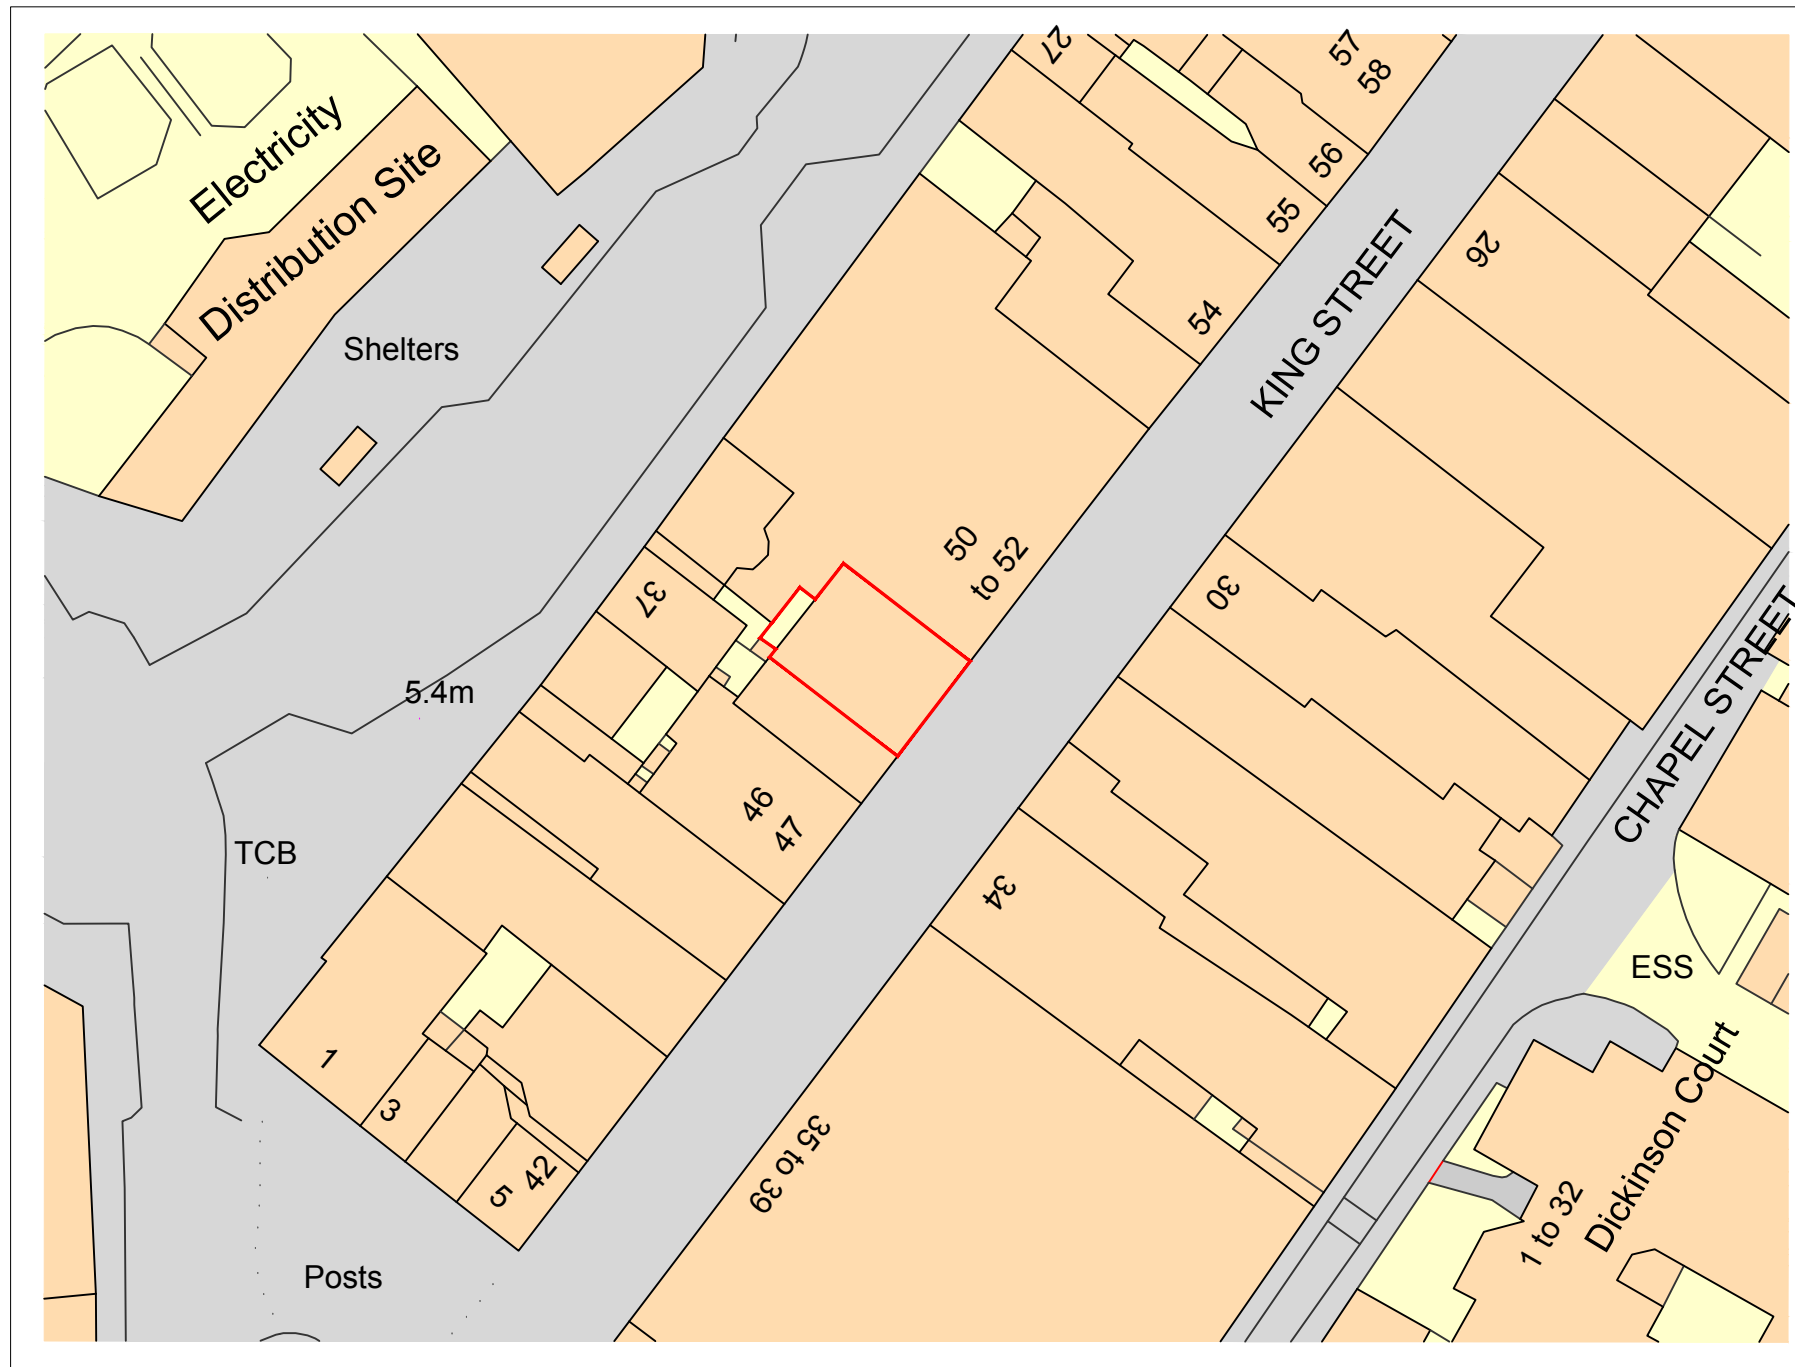 27
57
58
56
55
54
26
Electricity
Distribution Site
Shelters
KING STREET
50
to 52
37
30
5.4m
CHAPEL STREET
46
47
TCB
34
ESS
1
3
5
42
35 to 39
Dickinson Court
1 to 32
Posts